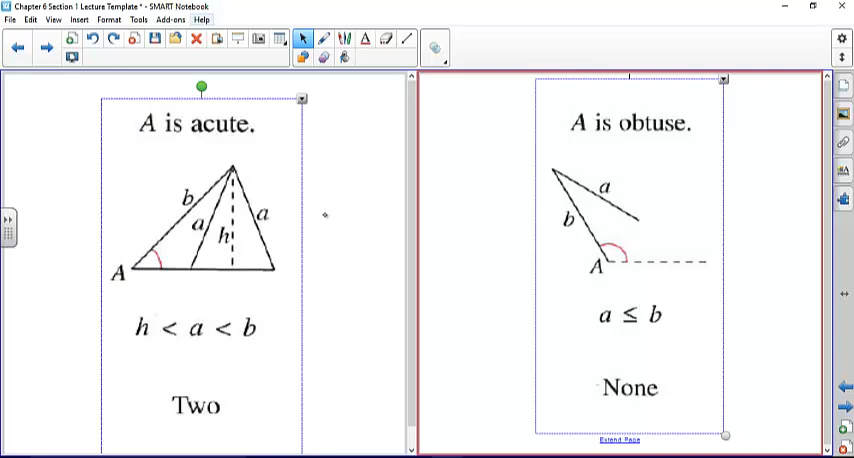 Chapter 6 Section 1 Lecture Template * - SMART Notebook
File Edit View Insert Format Tools Add-ons Help
A is acute.
b
a
a
h
A
h < a < b
Two
A is obtuse.
a
b
A
a ≤ b
None
Extend Page